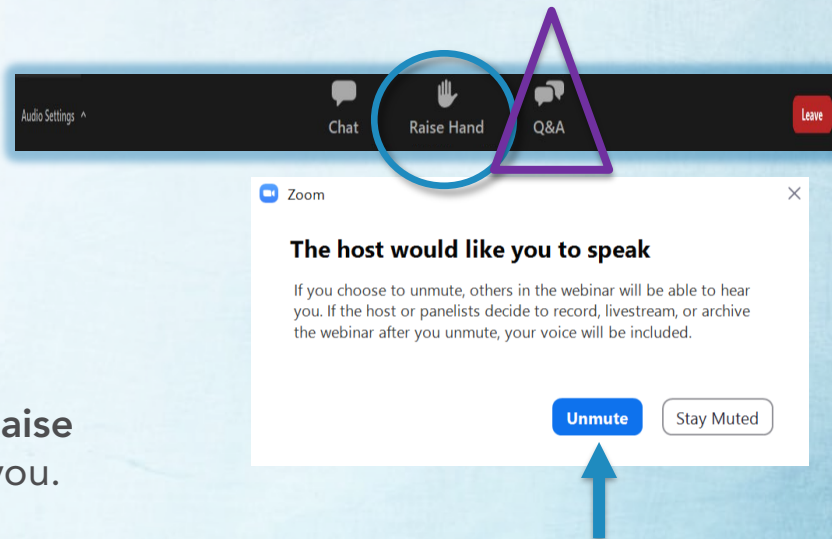 Audio Settings ^
Chat
Raise Hand
Q&A
Leave
Zoom
The host would like you to speak
If you choose to unmute, others in the webinar will be able to hear
you. If the host or panelists decide to record, livestream, or archive
the webinar after you unmute, your voice will be included.
Unmute
Stay Muted
aise
you.